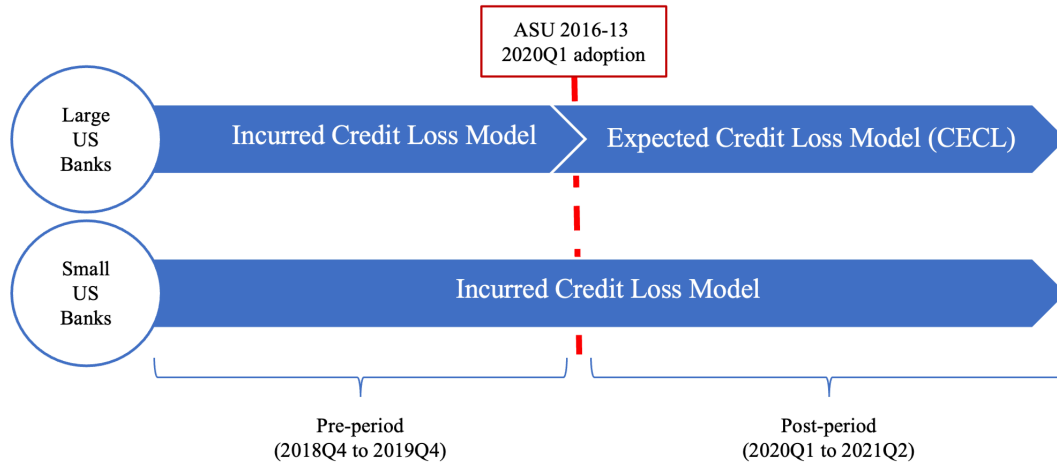 ASU 2016-13
2020Q1 adoption
Large
US
Banks
Incurred Credit Loss Model
Expected Credit Loss Model (CECL)
Small
US
Banks
Incurred Credit Loss Model
Pre-period
(2018Q4 to 2019Q4)
Post-period
(2020Q1 to 2021Q2)